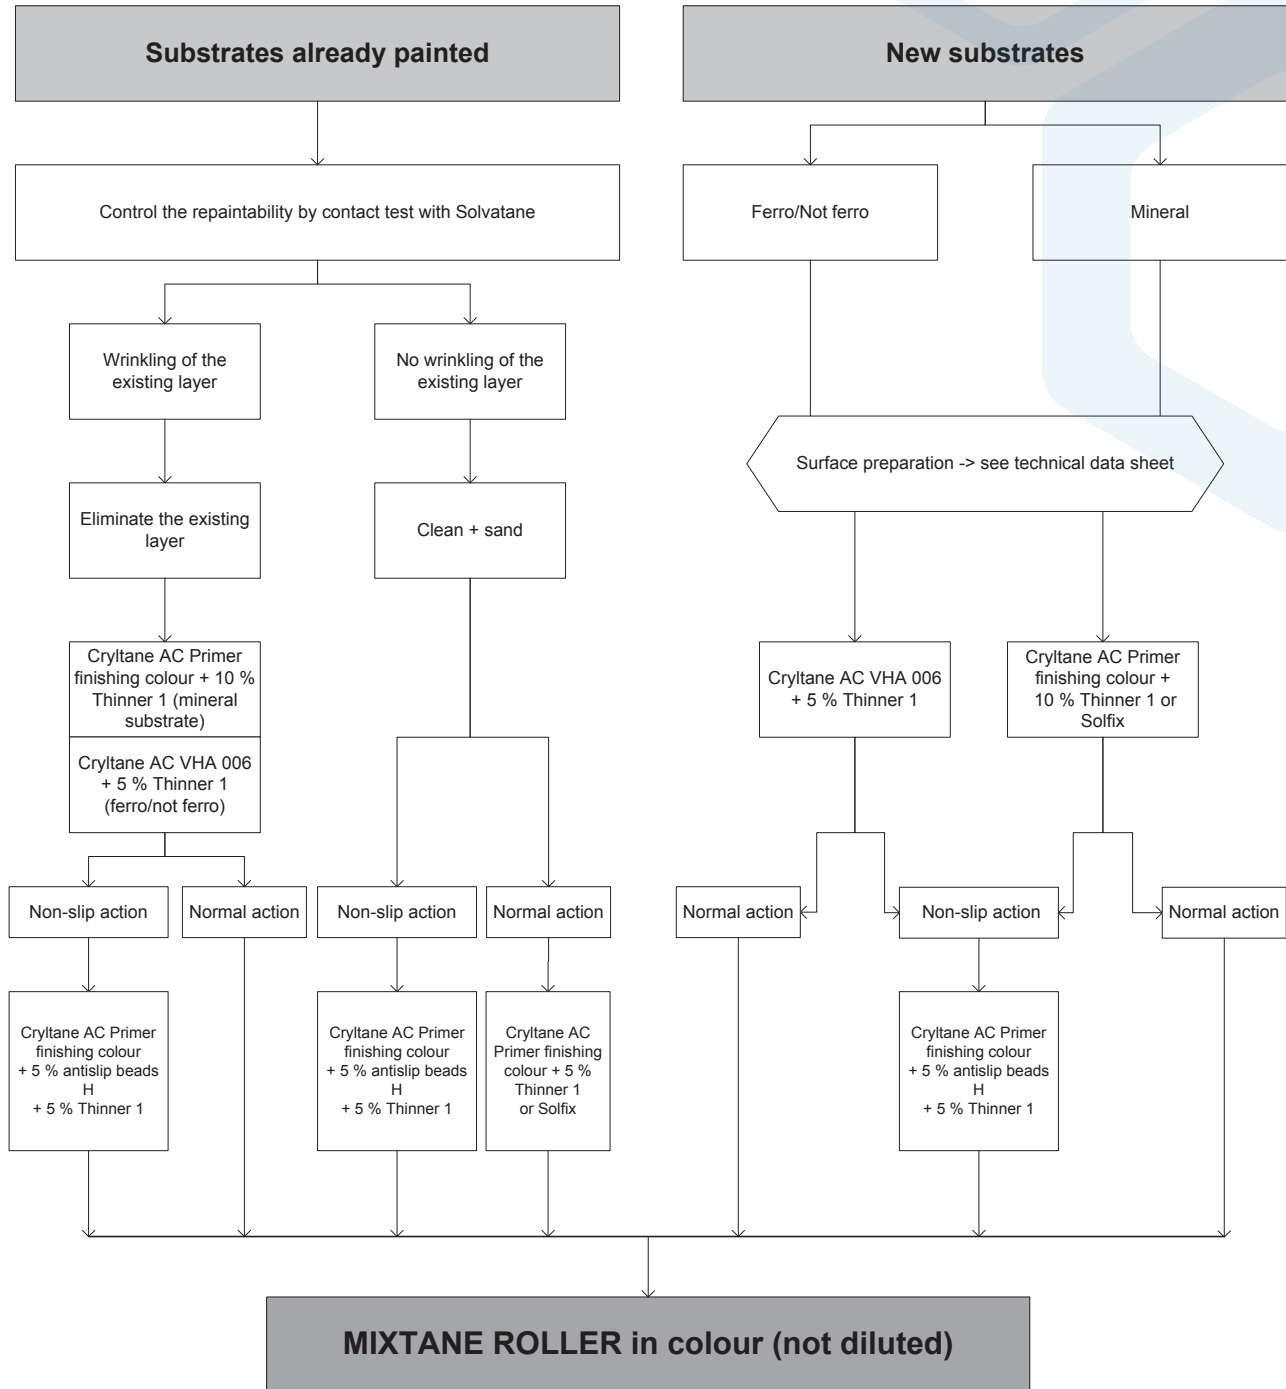 Substrates already painted
New substrates
Control the repaintability by contact test with Solvatane
Ferro/Not ferro
Mineral
Wrinkling of the
existing layer
No wrinkling of the
existing layer
Surface preparation -> see technical data sheet
Eliminate the existing
layer
Clean + sand
Cryltane AC Primer
finishing colour + 10 %
Thinner 1 (mineral
substrate)
Cryltane AC VHA 006
+ 5 % Thinner 1
(ferro/not ferro)
Cryltane AC VHA 006
+ 5 % Thinner 1
Cryltane AC Primer
finishing colour +
10 % Thinner 1 or
Solfix
Non-slip action
Normal action
Non-slip action
Normal action
Normal action
Non-slip action
Normal action
Cryltane AC Primer
finishing colour
+ 5 % antislip beads
H
+ 5 % Thinner 1
Cryltane AC Primer
finishing colour
+ 5 % antislip beads
H
+ 5 % Thinner 1
Cryltane AC
Primer finishing
colour + 5 %
Thinner 1
or Solfix
Cryltane AC Primer
finishing colour
+ 5 % antislip beads
H
+ 5 % Thinner 1
MIXTANE ROLLER in colour (not diluted)